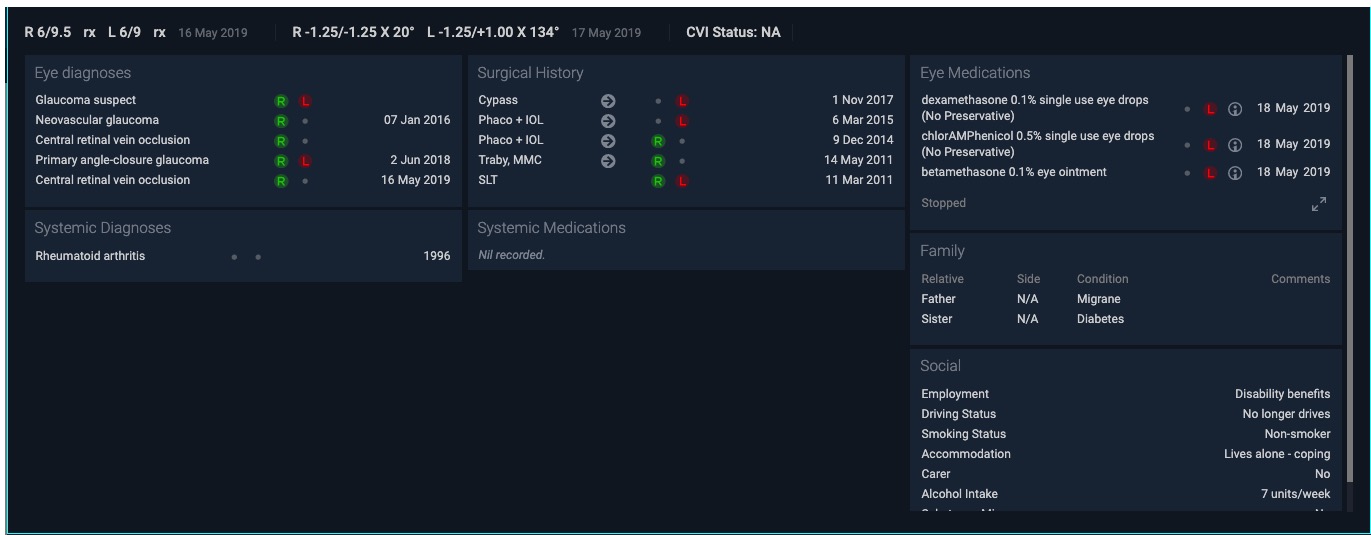 R 6/9.5 rx L 6/9 rx 16 May 2019 R -1.25/-1.25 X 20° L -1.25/+1.00 X 134° 17 May 2019 CVI Status: NA
Eye diagnoses
Glaucoma suspect R L
Neovascular glaucoma R 07 Jan 2016
Central retinal vein occlusion R
Primary angle-closure glaucoma R L 2 Jun 2018
Central retinal vein occlusion R 16 May 2019
Systemic Diagnoses
Rheumatoid arthritis 1996
Surgical History
Cypass L 1 Nov 2017
Phaco + IOL L 6 Mar 2015
Phaco + IOL R 9 Dec 2014
Traby, MMC R 14 May 2011
SLT R L 11 Mar 2011
Systemic Medications
Nil recorded.
Eye Medications
dexamethasone 0.1% single use eye drops
(No Preservative) L 18 May 2019
chlorAMPhenicol 0.5% single use eye drops
(No Preservative) L 18 May 2019
betamethasone 0.1% eye ointment L 18 May 2019
Stopped
Family
Relative Side Condition Comments
Father N/A Migrane
Sister N/A Diabetes
Social
Employment Disability benefits
Driving Status No longer drives
Smoking Status Non-smoker
Accommodation Lives alone - coping
Carer No
Alcohol Intake 7 units/week